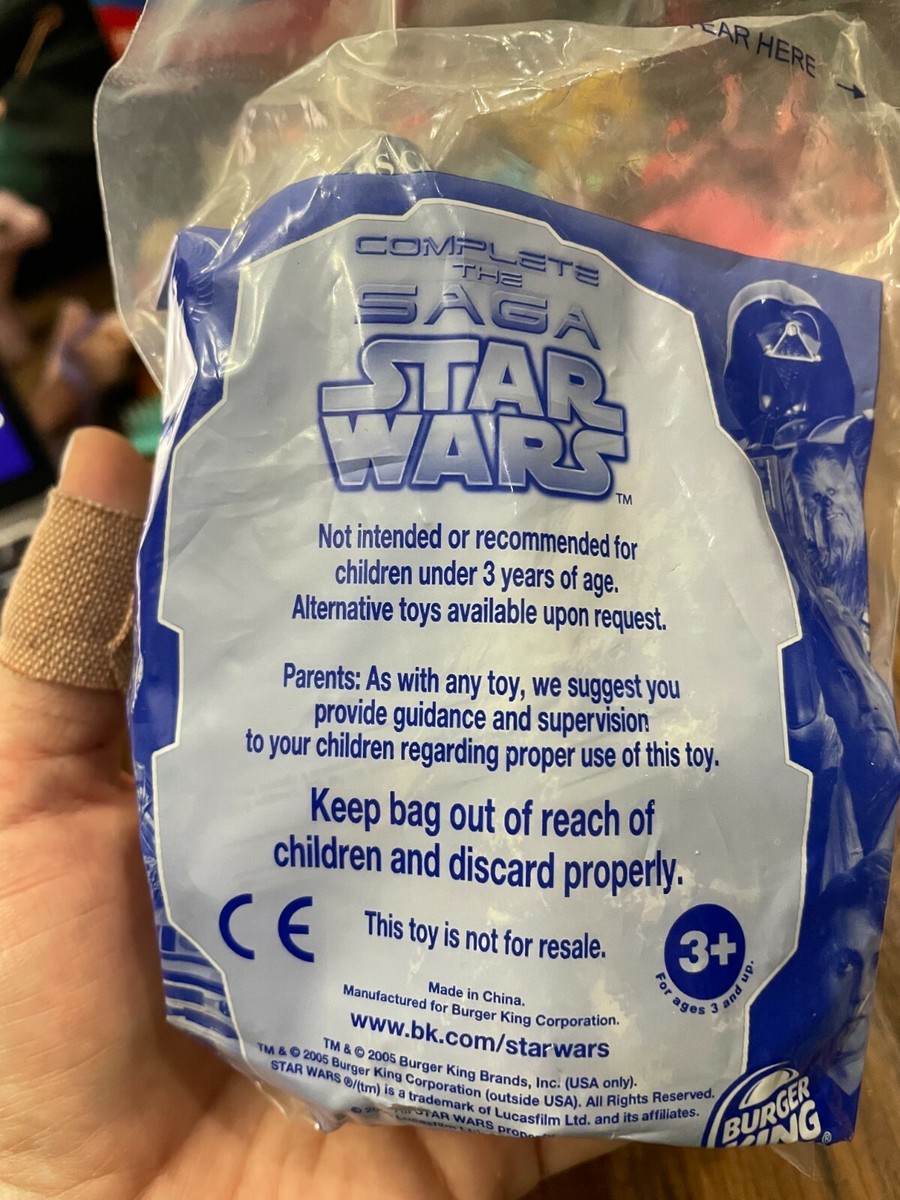 EAR HERE
COMPLETE
THE
SAGA
STAR
WARS
TM
Not intended or recommended for
children under 3 years of age.
Alternative toys available upon request.
Parents: As with any toy, we suggest you
provide guidance and supervision
to your children regarding proper use of this toy.
Keep bag out of reach of
children and discard properly.
CE
This toy is not for resale.
3+
For ages 3 and up.
Made in China.
Manufactured for Burger King Corporation.
www.bk.com/starwars
TM & © 2005 Burger King Brands, Inc. (USA only).
TM & © 2005 Burger King Corporation (outside USA). All Rights Reserved.
STAR WARS ®/(tm) is a trademark of Lucasfilm Ltd. and its affiliates.
STAR WARS
BURGER
KING®